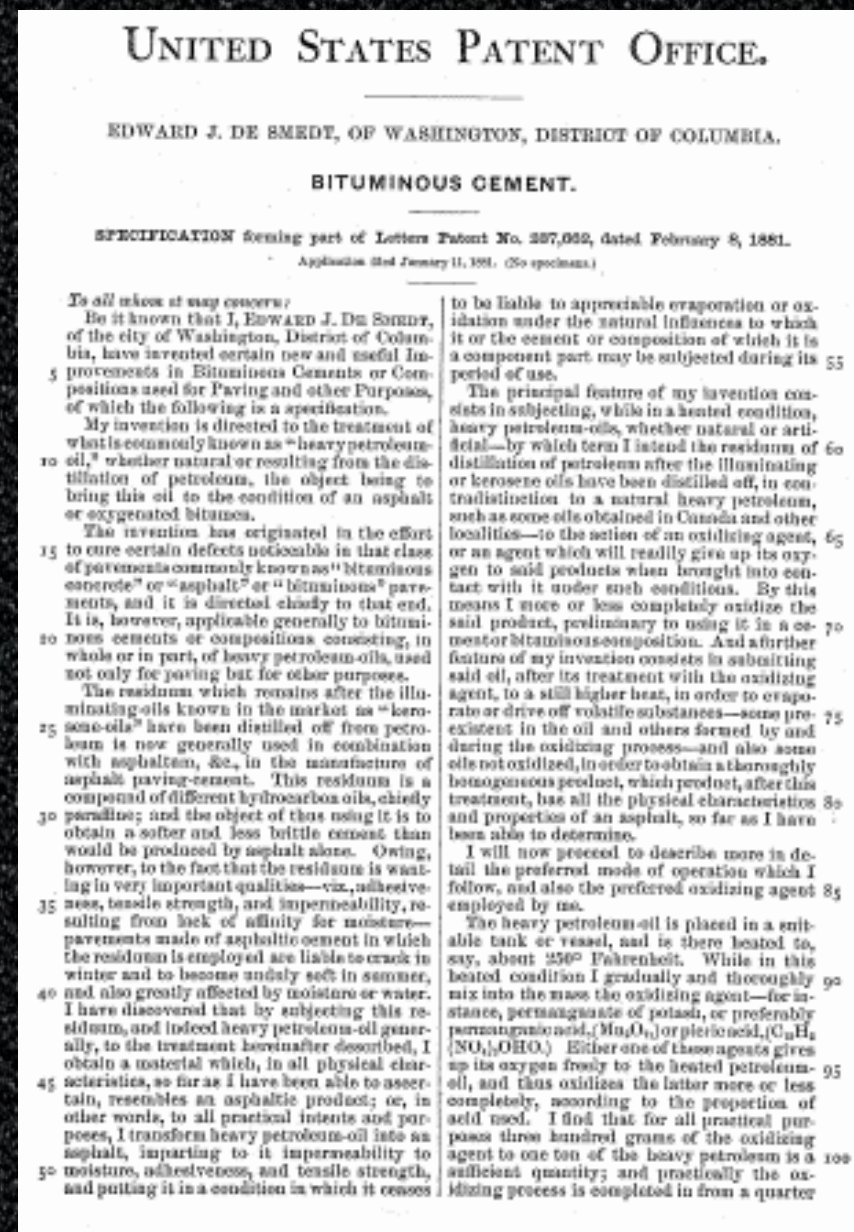 UNITED STATES PATENT OFFICE.
EDWARD J. DE SMEDT, OF WASHINGTON, DISTRICT OF COLUMBIA.
BITUMINOUS CEMENT.
SPECIFICATION forming part of Letters Patent No. 237,662, dated February 8, 1881.
Application filed January 11, 1881. (No specimens.)
To all whom it may concern:
Be it known that I, EDWARD J. DE SMEDT,
of the city of Washington, District of Colum-
bia, have invented certain new and useful Im-
5 provements in Bituminous Cements or Com-
positions used for Paving and other Purposes,
of which the following is a specification.
My invention is directed to the treatment of
what is commonly known as "heavy petroleum-
10 oil," whether natural or resulting from the dis-
tillation of petroleum, the object being to
bring this oil to the condition of an asphalt
or oxygenated bitumen.
The invention has originated in the effort
15 to cure certain defects noticeable in that class
of pavements commonly known as "bituminous
concrete" or "asphalt" or "bituminous" pave-
ments, and it is directed chiefly to that end.
It is, however, applicable generally to bitumi-
20 nous cements or compositions consisting, in
whole or in part, of heavy petroleum-oils, used
not only for paving but for other purposes.
The residuum which remains after the illu-
minating-oils known in the market as "kero-
25 sene-oils" have been distilled off from petro-
leum is now generally used in combination
with asphaltum, &c., in the manufacture of
asphalt paving-cement. This residuum is a
compound of different hydrocarbon oils, chiefly
30 paraffine; and the object of thus using it is to
obtain a softer and less brittle cement than
would be produced by asphalt alone. Owing,
however, to the fact that the residuum is want-
ing in very important qualities—viz., adhesive-
35 ness, tensile strength, and impermeability, re-
sulting from lack of affinity for moisture—
pavements made of asphaltic cement in which
the residuum is employed are liable to crack in
winter and to become unduly soft in summer,
40 and also greatly affected by moisture or water.
I have discovered that by subjecting this re-
siduum, and indeed heavy petroleum-oil gener-
ally, to the treatment hereinafter described, I
obtain a material which, in all physical char-
45 acteristics, so far as I have been able to ascer-
tain, resembles an asphaltic product; or, in
other words, to all practical intents and pur-
poses, I transform heavy petroleum-oil into an
asphalt, imparting to it impermeability to
50 moisture, adhesiveness, and tensile strength,
and putting it in a condition in which it ceases
to be liable to appreciable evaporation or ox-
idation under the natural influences to which
it or the cement or composition of which it is
a component part may be subjected during its 55
period of use.
The principal feature of my invention con-
sists in subjecting, while in a heated condition,
heavy petroleum-oils, whether natural or arti-
ficial—by which term I intend the residuum of 60
distillation of petroleum after the illuminating
or kerosene oils have been distilled off, in con-
tradistinction to a natural heavy petroleum,
such as some oils obtained in Canada and other
localities—to the action of an oxidizing agent, 65
or an agent which will readily give up its oxy-
gen to said products when brought into con-
tact with it under such conditions. By this
means I more or less completely oxidize the
said product, preliminary to using it in a ce- 70
ment or bituminous composition. And a further
feature of my invention consists in submitting
said oil, after its treatment with the oxidizing
agent, to a still higher heat, in order to evapo-
rate or drive off volatile substances—some pre- 75
existent in the oil and others formed by and
during the oxidizing process—and also some
oils not oxidized, in order to obtain a thoroughly
homogeneous product, which product, after this
treatment, has all the physical characteristics 80
and properties of an asphalt, so far as I have
been able to determine.
I will now proceed to describe more in de-
tail the preferred mode of operation which I
follow, and also the preferred oxidizing agent 85
employed by me.
The heavy petroleum-oil is placed in a suit-
able tank or vessel, and is there heated to,
say, about 250° Fahrenheit. While in this
heated condition I gradually and thoroughly 90
mix into the mass the oxidizing agent—for in-
stance, permanganate of potash, or preferably
permanganic acid, or picric acid,
Either one of these agents gives
up its oxygen freely to the heated petroleum- 95
oil, and thus oxidizes the latter more or less
completely, according to the proportion of
acid used. I find that for all practical pur-
poses three hundred grams of the oxidizing
agent to one ton of the heavy petroleum is a 100
sufficient quantity; and practically the ox-
idizing process is completed in from a quarter